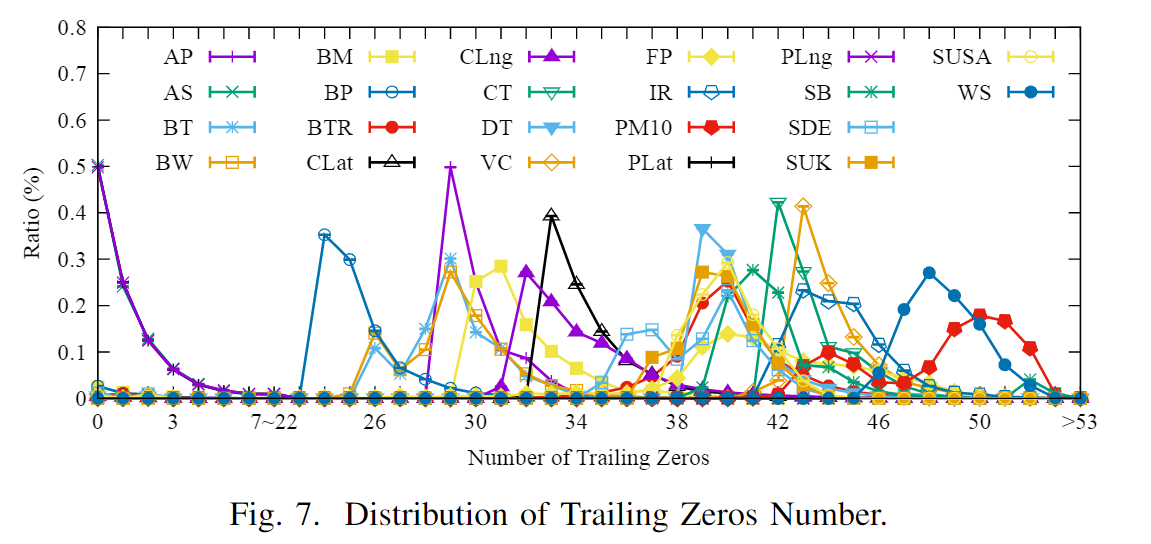 0.8
0.7
0.6
0.5
0.4
0.3
0.2
0.1
0
Ratio (%)
AP BM CLng FP PLng SUSA
AS BP CT IR SB WS
BT BTR DT PM10 SDE
BW CLat VC PLat SUK
0 3 7~22 26 30 34 38 42 46 50 >53
Number of Trailing Zeros
Fig. 7. Distribution of Trailing Zeros Number.